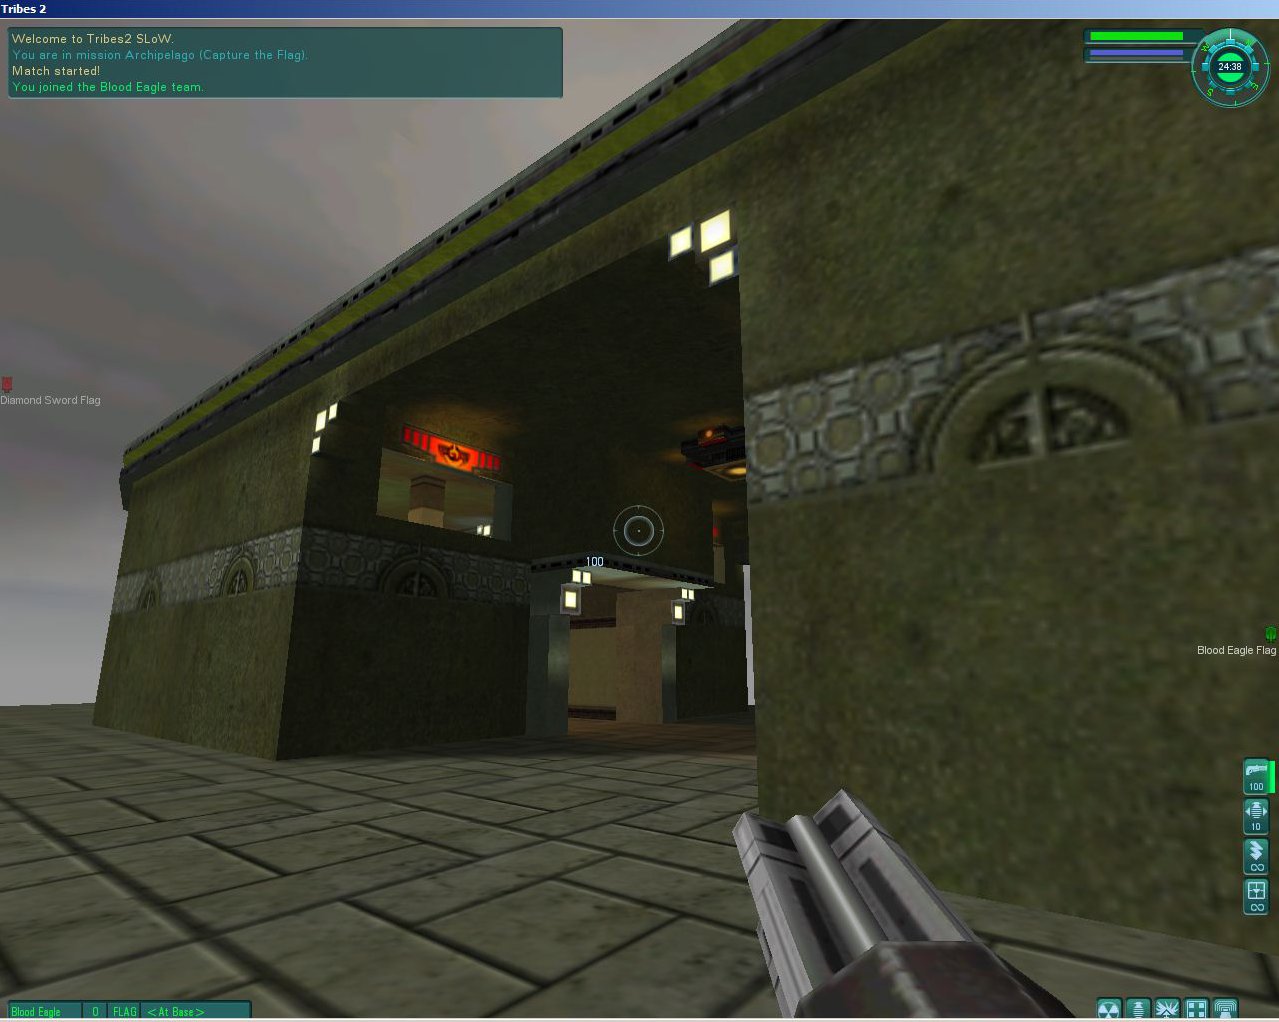 Tribes 2
Welcome to Tribes2 SLoW.
You are in mission Archipelago (Capture the Flag).
Match started!
You joined the Blood Eagle team.
24:38
Diamond Sword Flag
100
Blood Eagle Flag
100
10
∞
∞
Blood Eagle 0 FLAG <At Base>